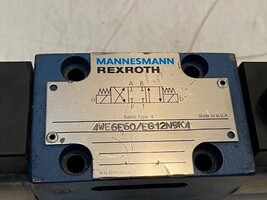 MANNESMANN
REXROTH
A B
a b
P T
4WE6E60/EG12N9K4
Made in U.S.A.